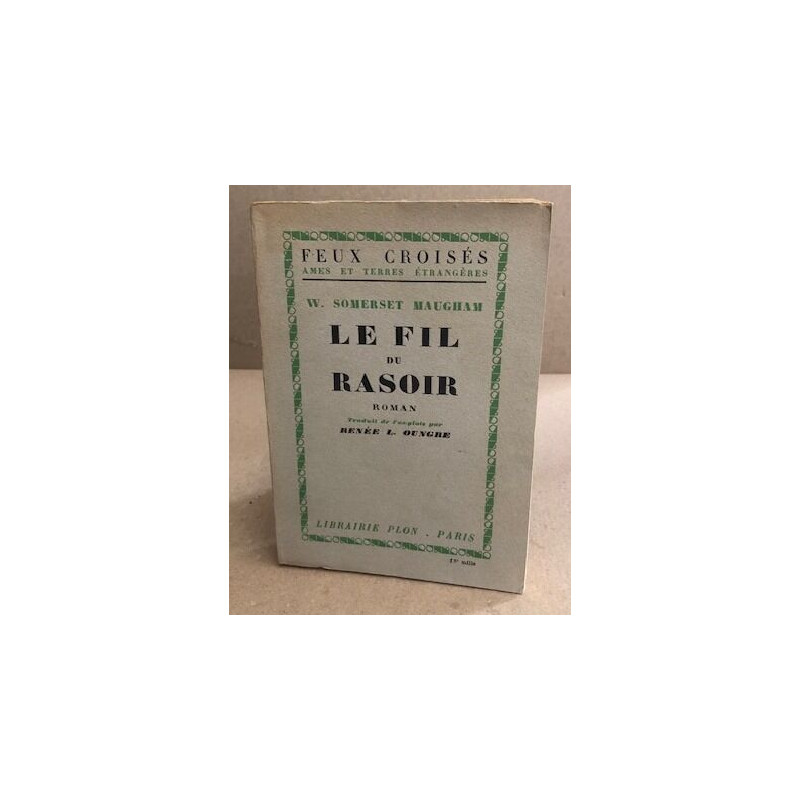 FEUX CROISÉS
AMES ET TERRES ÉTRANGÈRES
W. SOMERSET MAUGHAM
LE FIL
DU
RASOIR
ROMAN
Traduit de l'anglais par
RENÉE L. OUNGRE
LIBRAIRIE PLON - PARIS
mille